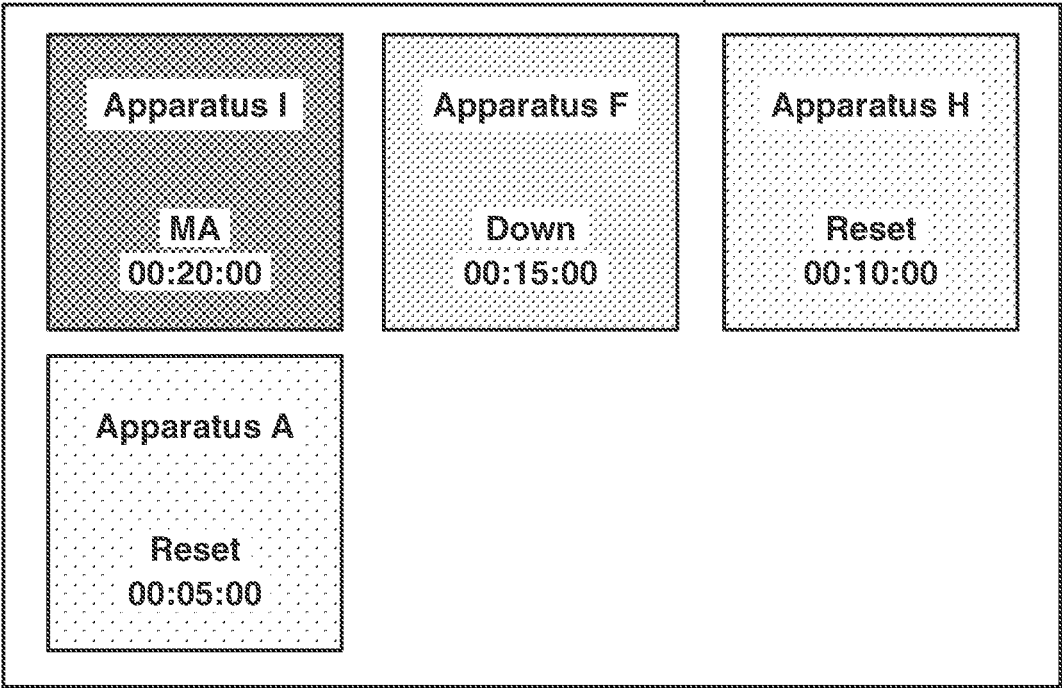 Apparatus I
MA
00:20:00
Apparatus F
Down
00:15:00
Apparatus H
Reset
00:10:00
Apparatus A
Reset
00:05:00